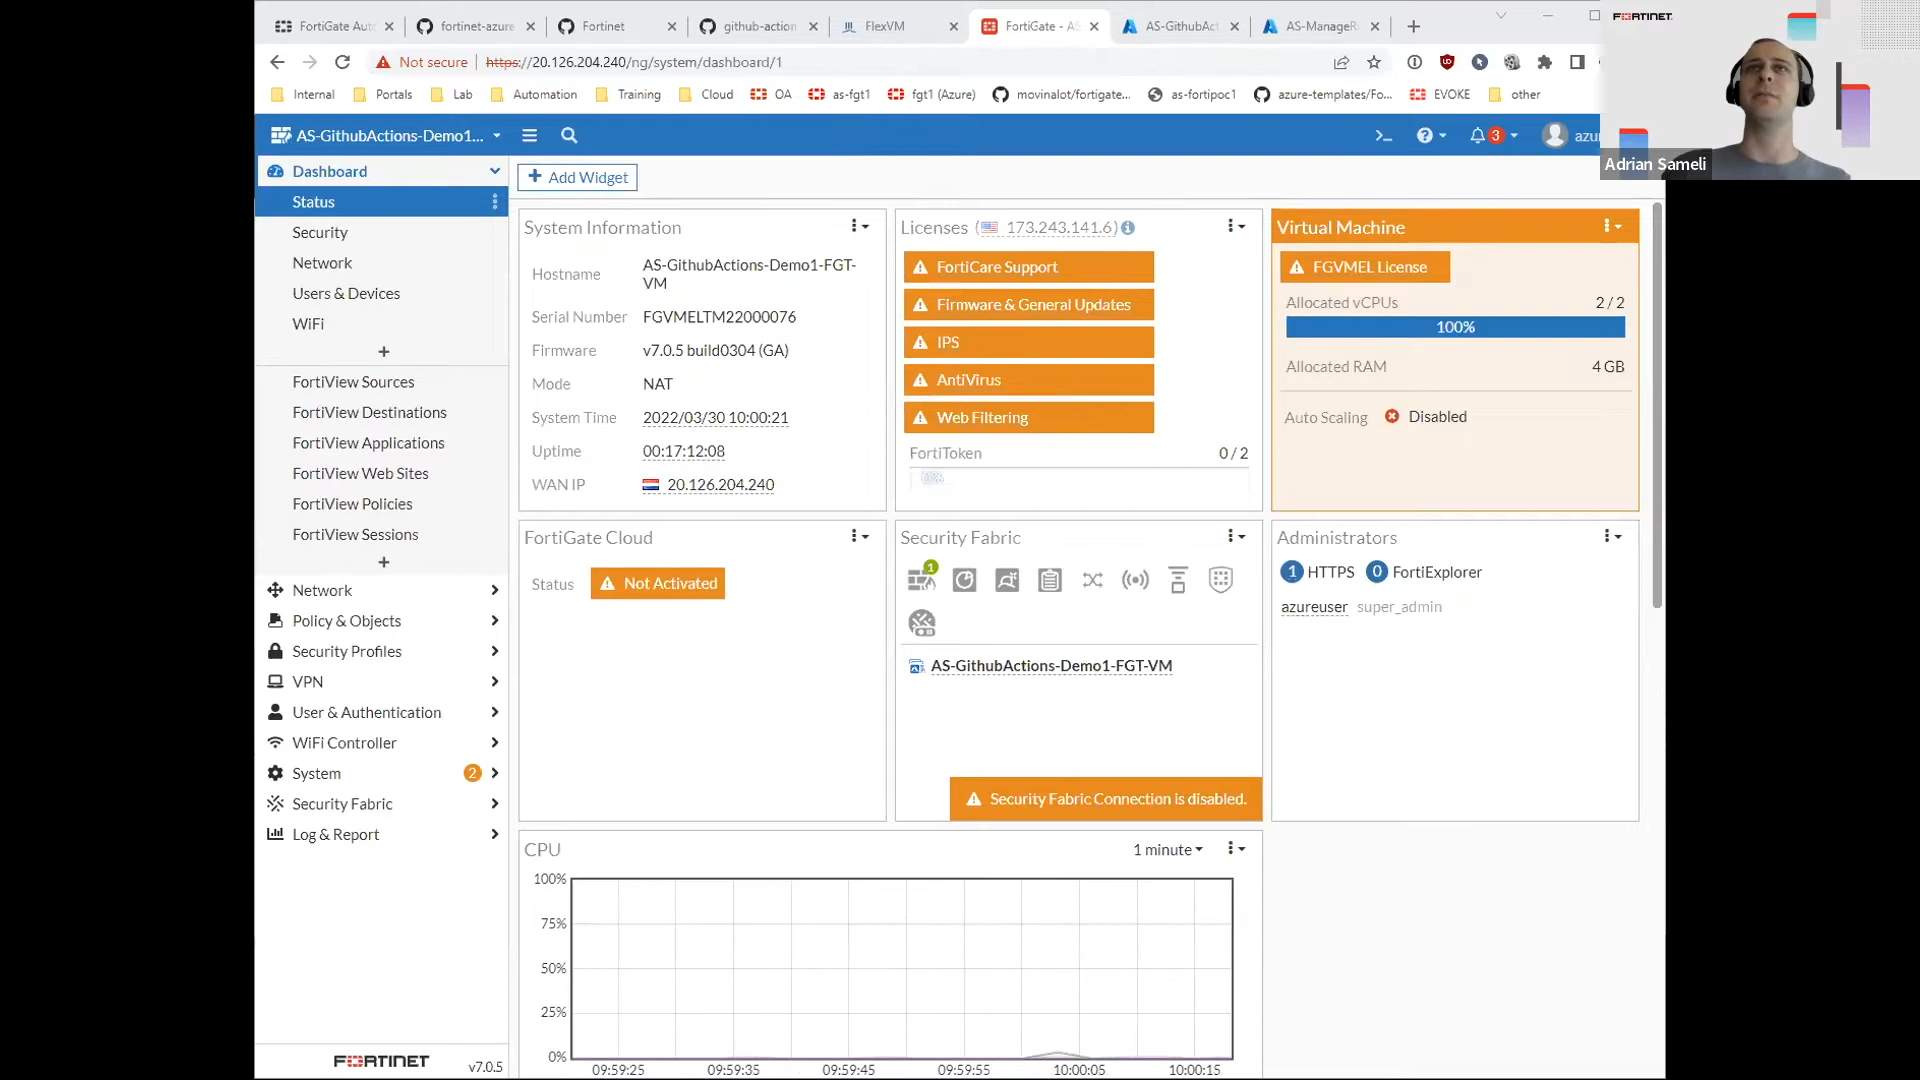 FortiGate Auto
fortinet-azure
Fortinet
github-action
FlexVM
FortiGate - AS
AS-GithubAct
AS-ManageR
Not secure
https://20.126.204.240/ng/system/dashboard/1
Internal
Portals
Lab
Automation
Training
Cloud
OA
as-fgt1
fgt1 (Azure)
movinalot/fortigate...
as-fortipoc1
azure-templates/Fo...
EVOKE
other
FORTINET
Adrian Sameli
AS-GithubActions-Demo1...
3
azu
Dashboard
Status
Security
Network
Users & Devices
WiFi
FortiView Sources
FortiView Destinations
FortiView Applications
FortiView Web Sites
FortiView Policies
FortiView Sessions
Network
Policy & Objects
Security Profiles
VPN
User & Authentication
WiFi Controller
System 2
Security Fabric
Log & Report
FORTINET
v7.0.5
+ Add Widget
System Information
Hostname AS-GithubActions-Demo1-FGT-
VM
Serial Number FGVMELTM22000076
Firmware v7.0.5 build0304 (GA)
Mode NAT
System Time 2022/03/30 10:00:21
Uptime 00:17:12:08
WAN IP 20.126.204.240
Licenses (173.243.141.6)
FortiCare Support
Firmware & General Updates
IPS
AntiVirus
Web Filtering
FortiToken 0 / 2
0%
Virtual Machine
FGVMEL License
Allocated vCPUs 2 / 2
100%
Allocated RAM 4 GB
Auto Scaling Disabled
FortiGate Cloud
Status Not Activated
Security Fabric
1
AS-GithubActions-Demo1-FGT-VM
Security Fabric Connection is disabled.
Administrators
1 HTTPS 0 FortiExplorer
azureuser super_admin
CPU
1 minute
100%
75%
50%
25%
0%
09:59:25 09:59:35 09:59:45 09:59:55 10:00:05 10:00:15